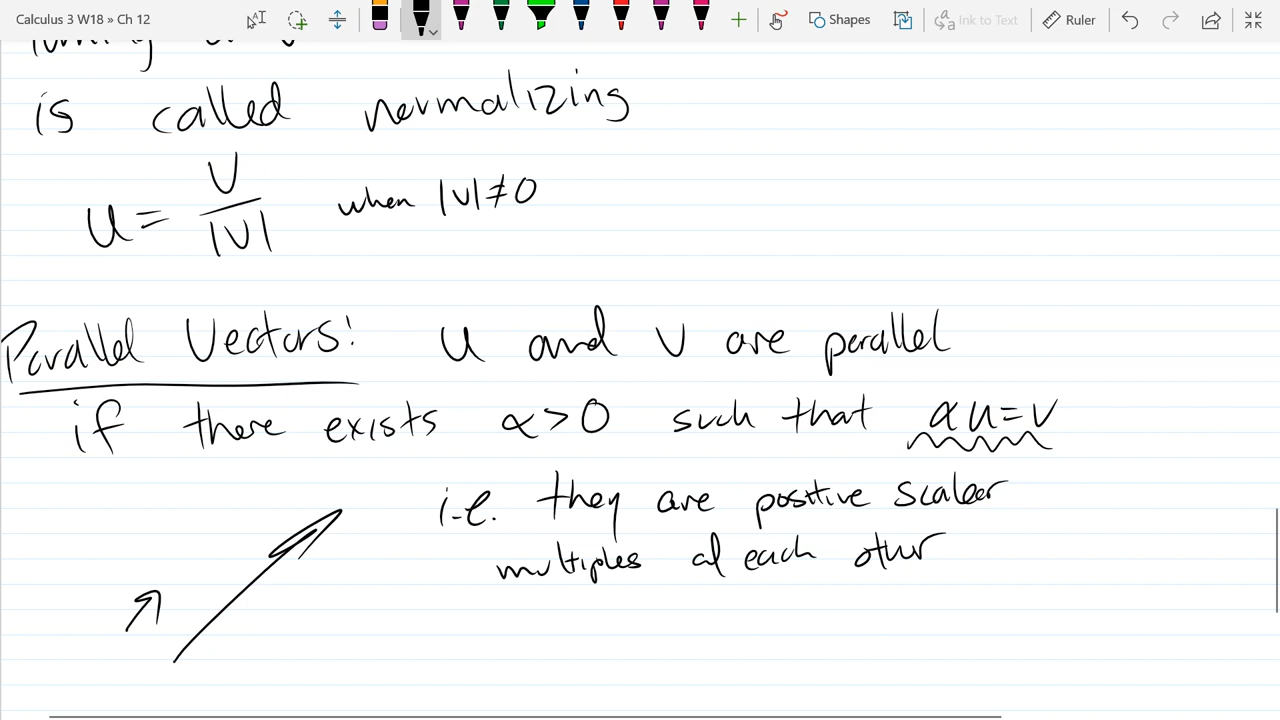 Calculus 3 W18 » Ch 12
Shapes
Ink to Text
Ruler
is called normalizing
u = V / |V| when |V| ≠ 0
Parallel Vectors: u and v are parallel
if there exists α > 0 such that αu = v
i.e. they are positive scaler
multiples of each other